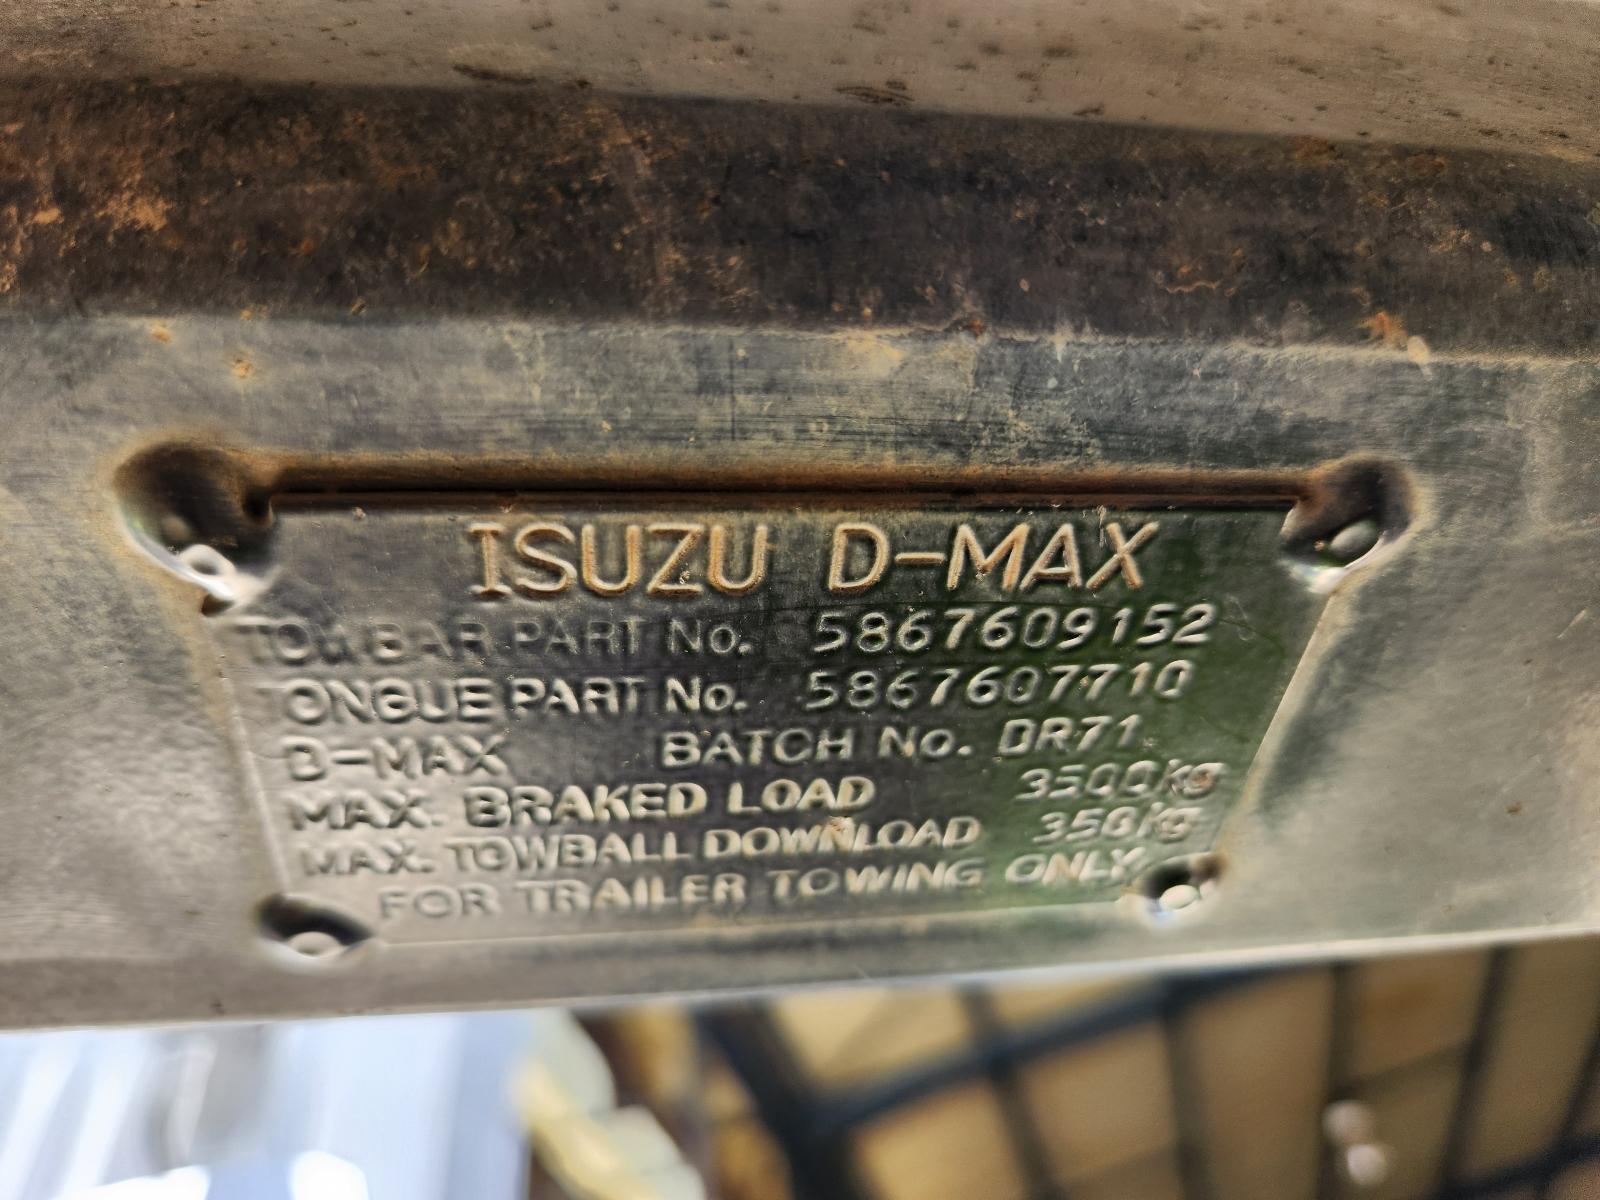 ISUZU D-MAX
TOWBAR PART No. 5867609152
TONGUE PART No. 5867607710
D-MAX BATCH No. DR71
MAX. BRAKED LOAD 3500kg
MAX. TOWBALL DOWNLOAD 350kg
FOR TRAILER TOWING ONLY